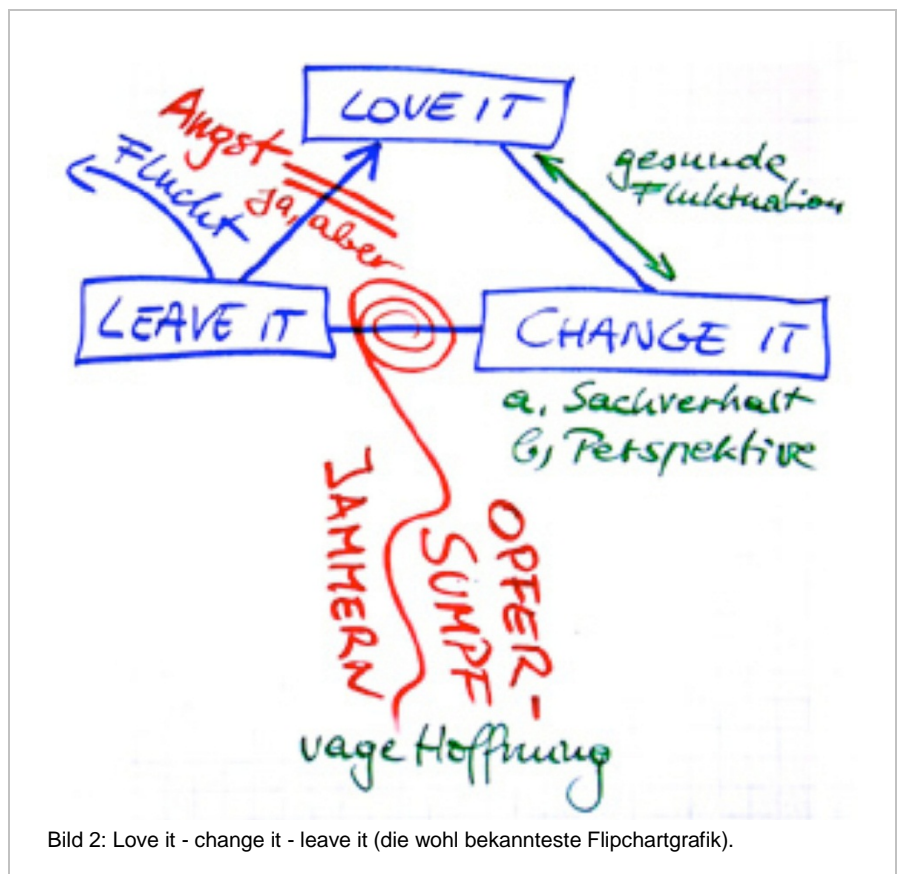 LOVE IT
Angst
Flucht
ja, aber
gesunde
Fluktuation
LEAVE IT
CHANGE IT
a, Sachverhalt
b, Perspektive
JAMMERN
OPFER-
SUMPF
vage Hoffnung
Bild 2: Love it - change it - leave it (die wohl bekannteste Flipchartgrafik).